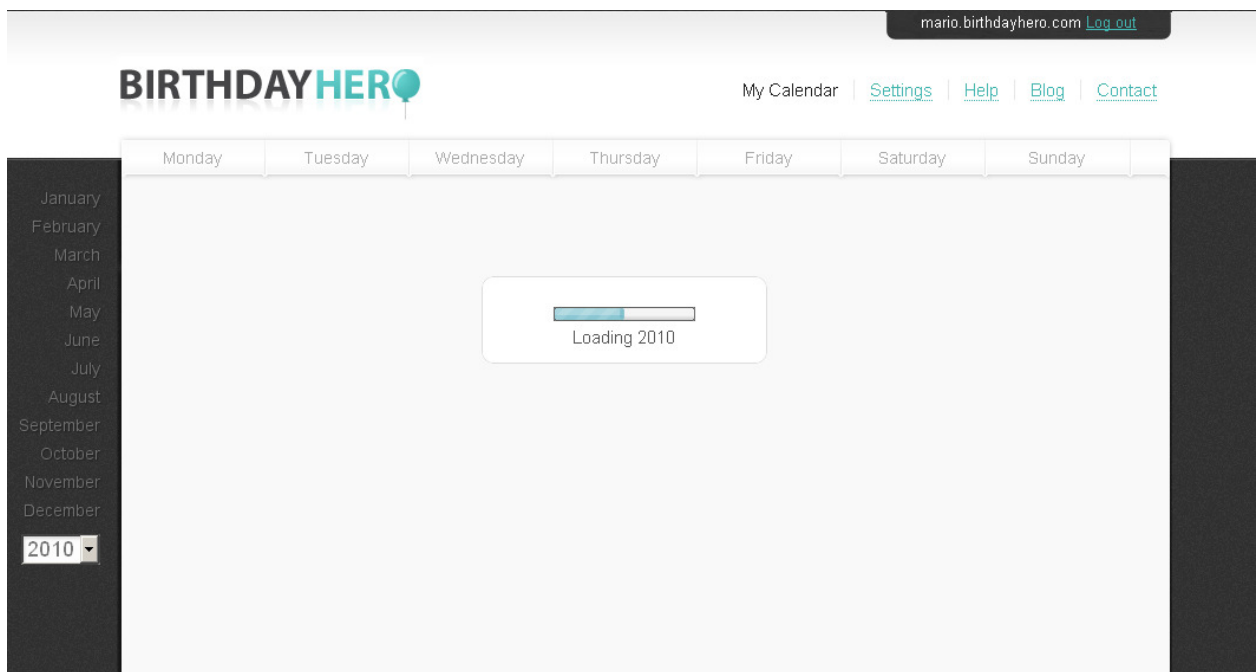 mario.birthdayhero.com Log out
BIRTHDAYHERO
My Calendar Settings Help Blog Contact
Monday Tuesday Wednesday Thursday Friday Saturday Sunday
January
February
March
April
May
June
July
August
September
October
November
December
2010
Loading 2010